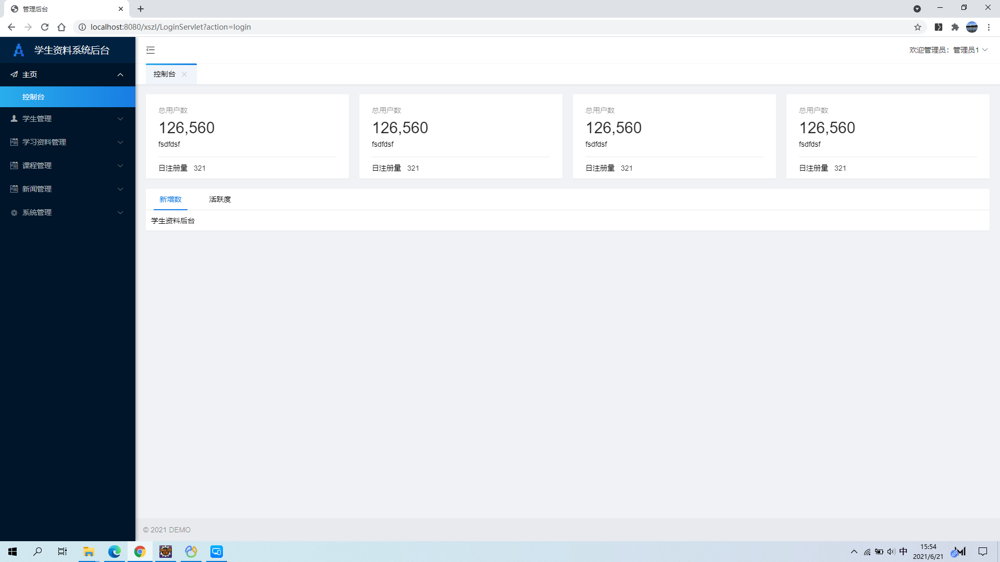 管理后台
localhost:8080/xszl/LoginServlet?action=login
学生资料系统后台
欢迎管理员：管理员1
主页
控制台
学生管理
学习资料管理
课程管理
新闻管理
系统管理
控制台
总用户数
126,560
fsdfdsf
日注册量 321
总用户数
126,560
fsdfdsf
日注册量 321
总用户数
126,560
fsdfdsf
日注册量 321
总用户数
126,560
fsdfdsf
日注册量 321
新增数 活跃度
学生资料后台
© 2021 DEMO
中
15:54
2021/6/21